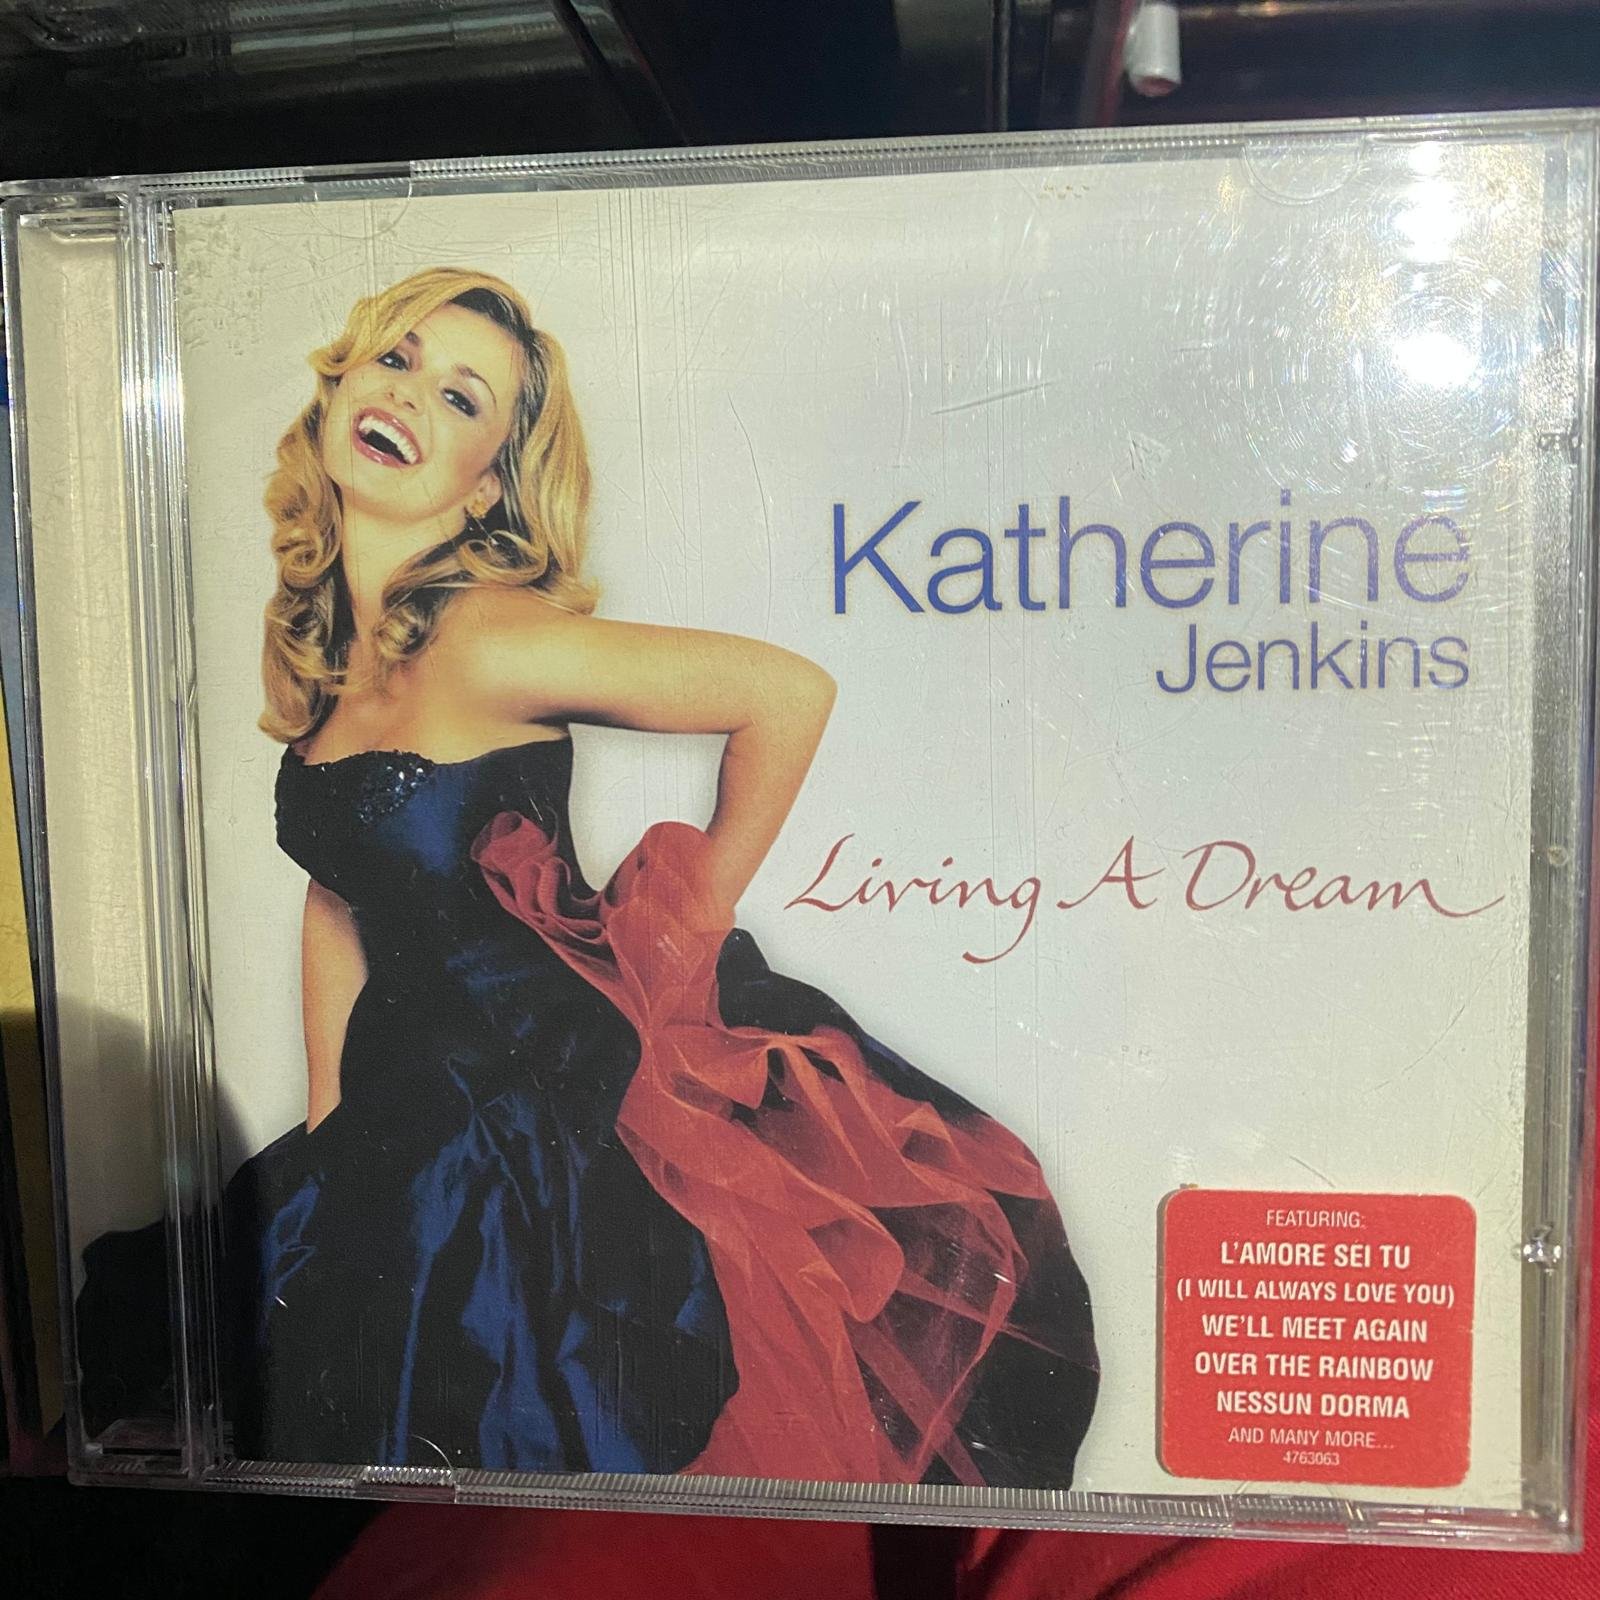 Katherine
Jenkins
Living A Dream
FEATURING:
L'AMORE SEI TU
(I WILL ALWAYS LOVE YOU)
WE'LL MEET AGAIN
OVER THE RAINBOW
NESSUN DORMA
AND MANY MORE...
4763063